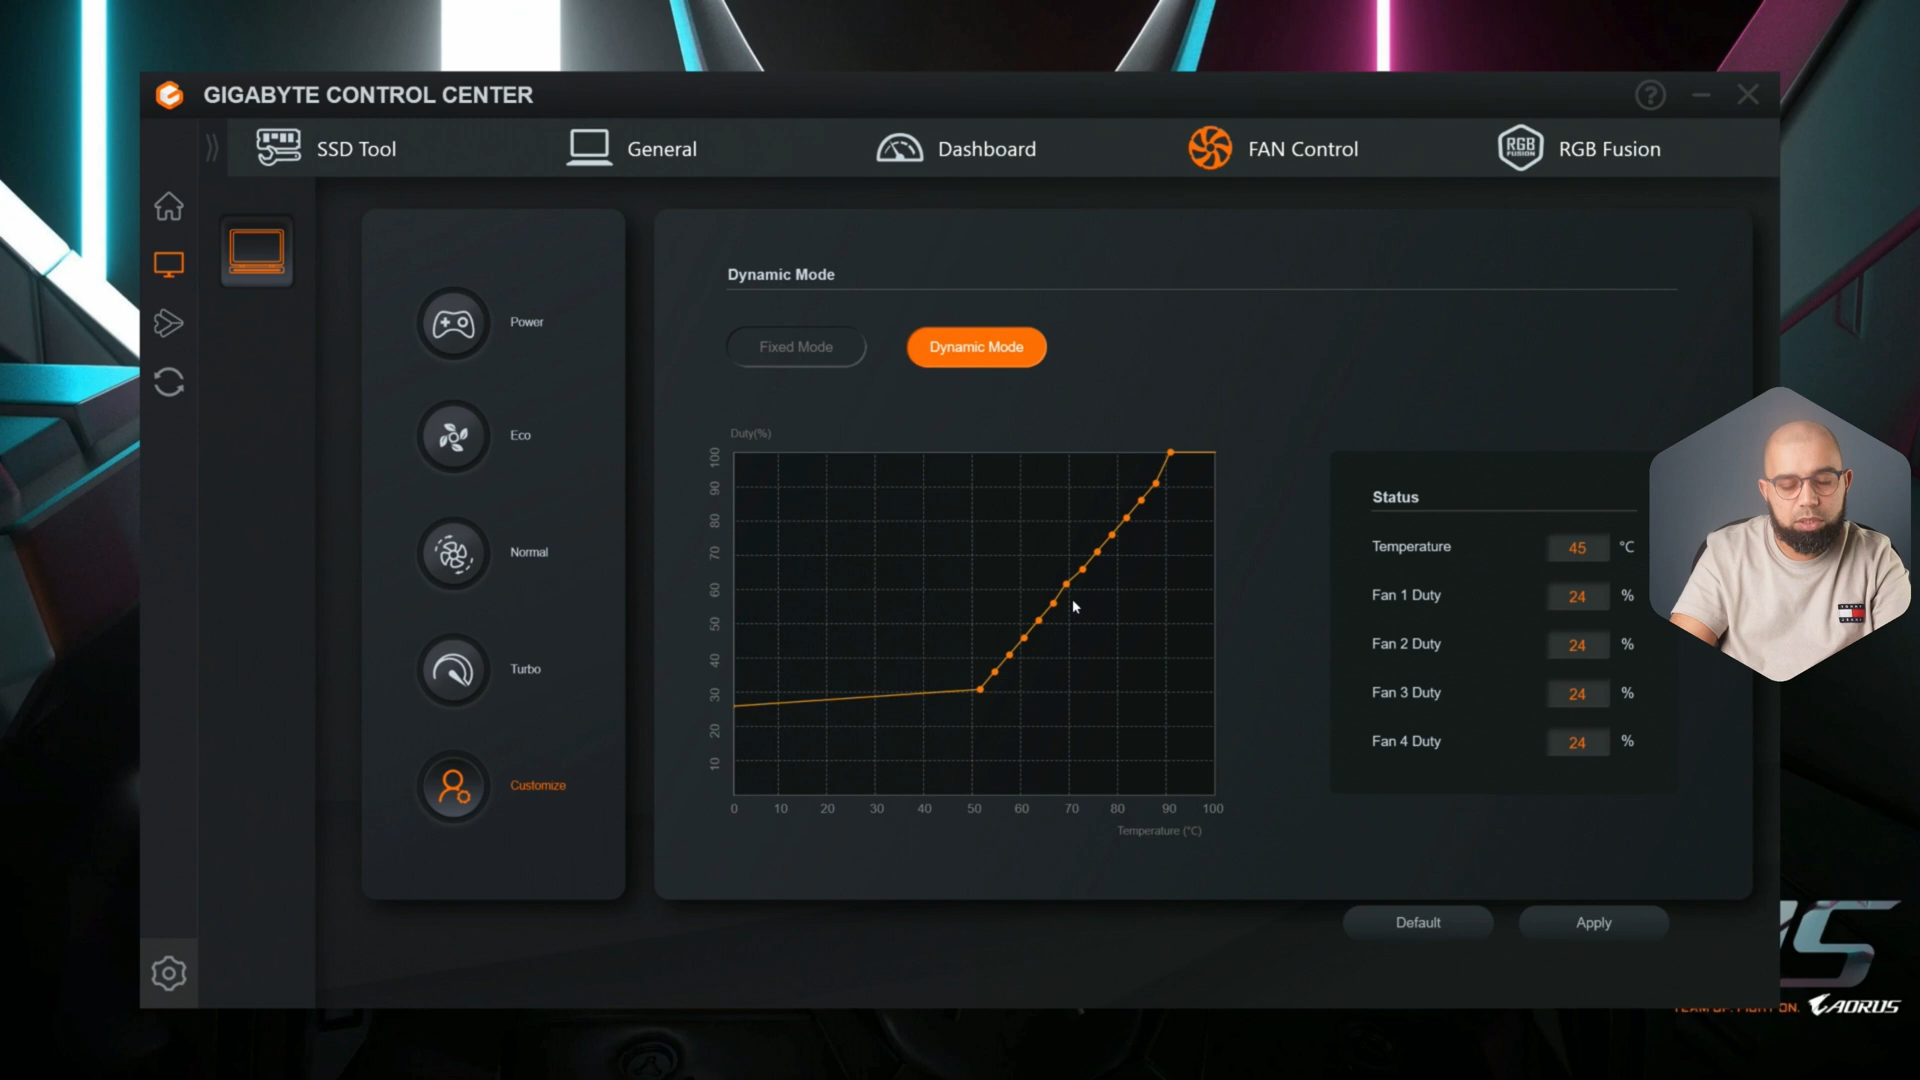 GIGABYTE CONTROL CENTER
SSD Tool
General
Dashboard
FAN Control
RGB FUSION
RGB Fusion
Power
Eco
Normal
Turbo
Customize
Dynamic Mode
Fixed Mode
Dynamic Mode
Duty(%)
100
90
80
70
60
50
40
30
20
10
0 10 20 30 40 50 60 70 80 90 100
Temperature (°C)
Status
Temperature 45 °C
Fan 1 Duty 24 %
Fan 2 Duty 24 %
Fan 3 Duty 24 %
Fan 4 Duty 24 %
Default
Apply
AORUS